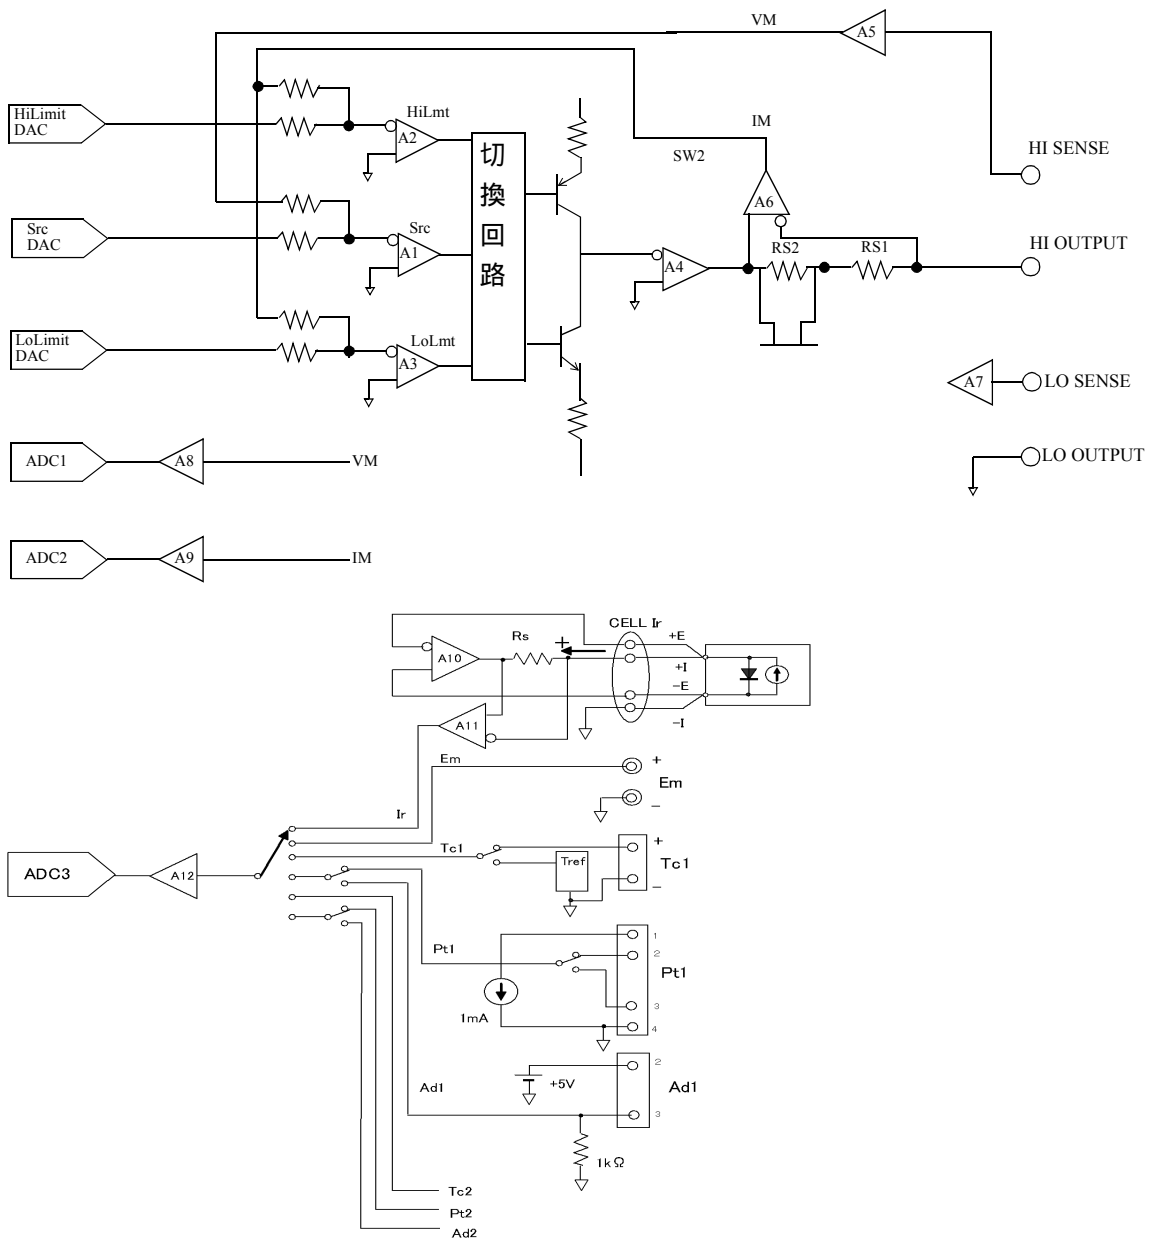 VM
A5
HiLimit
DAC
HiLmt
A2
IM
SW2
HI SENSE
A6
Src
DAC
Src
A1
切
換
回
路
A4
RS2
RS1
HI OUTPUT
LoLimit
DAC
LoLmt
A3
A7
LO SENSE
ADC1
A8
VM
LO OUTPUT
ADC2
A9
IM
CELL Ir
Rs
+
+E
A10
+I
−E
A11
−I
Em
+
Em
−
Ir
Tc1
+
Tref
Tc1
−
ADC3
A12
Pt1
1
2
Pt1
3
4
1mA
Ad1
+5V
2
Ad1
3
1kΩ
Tc2
Pt2
Ad2